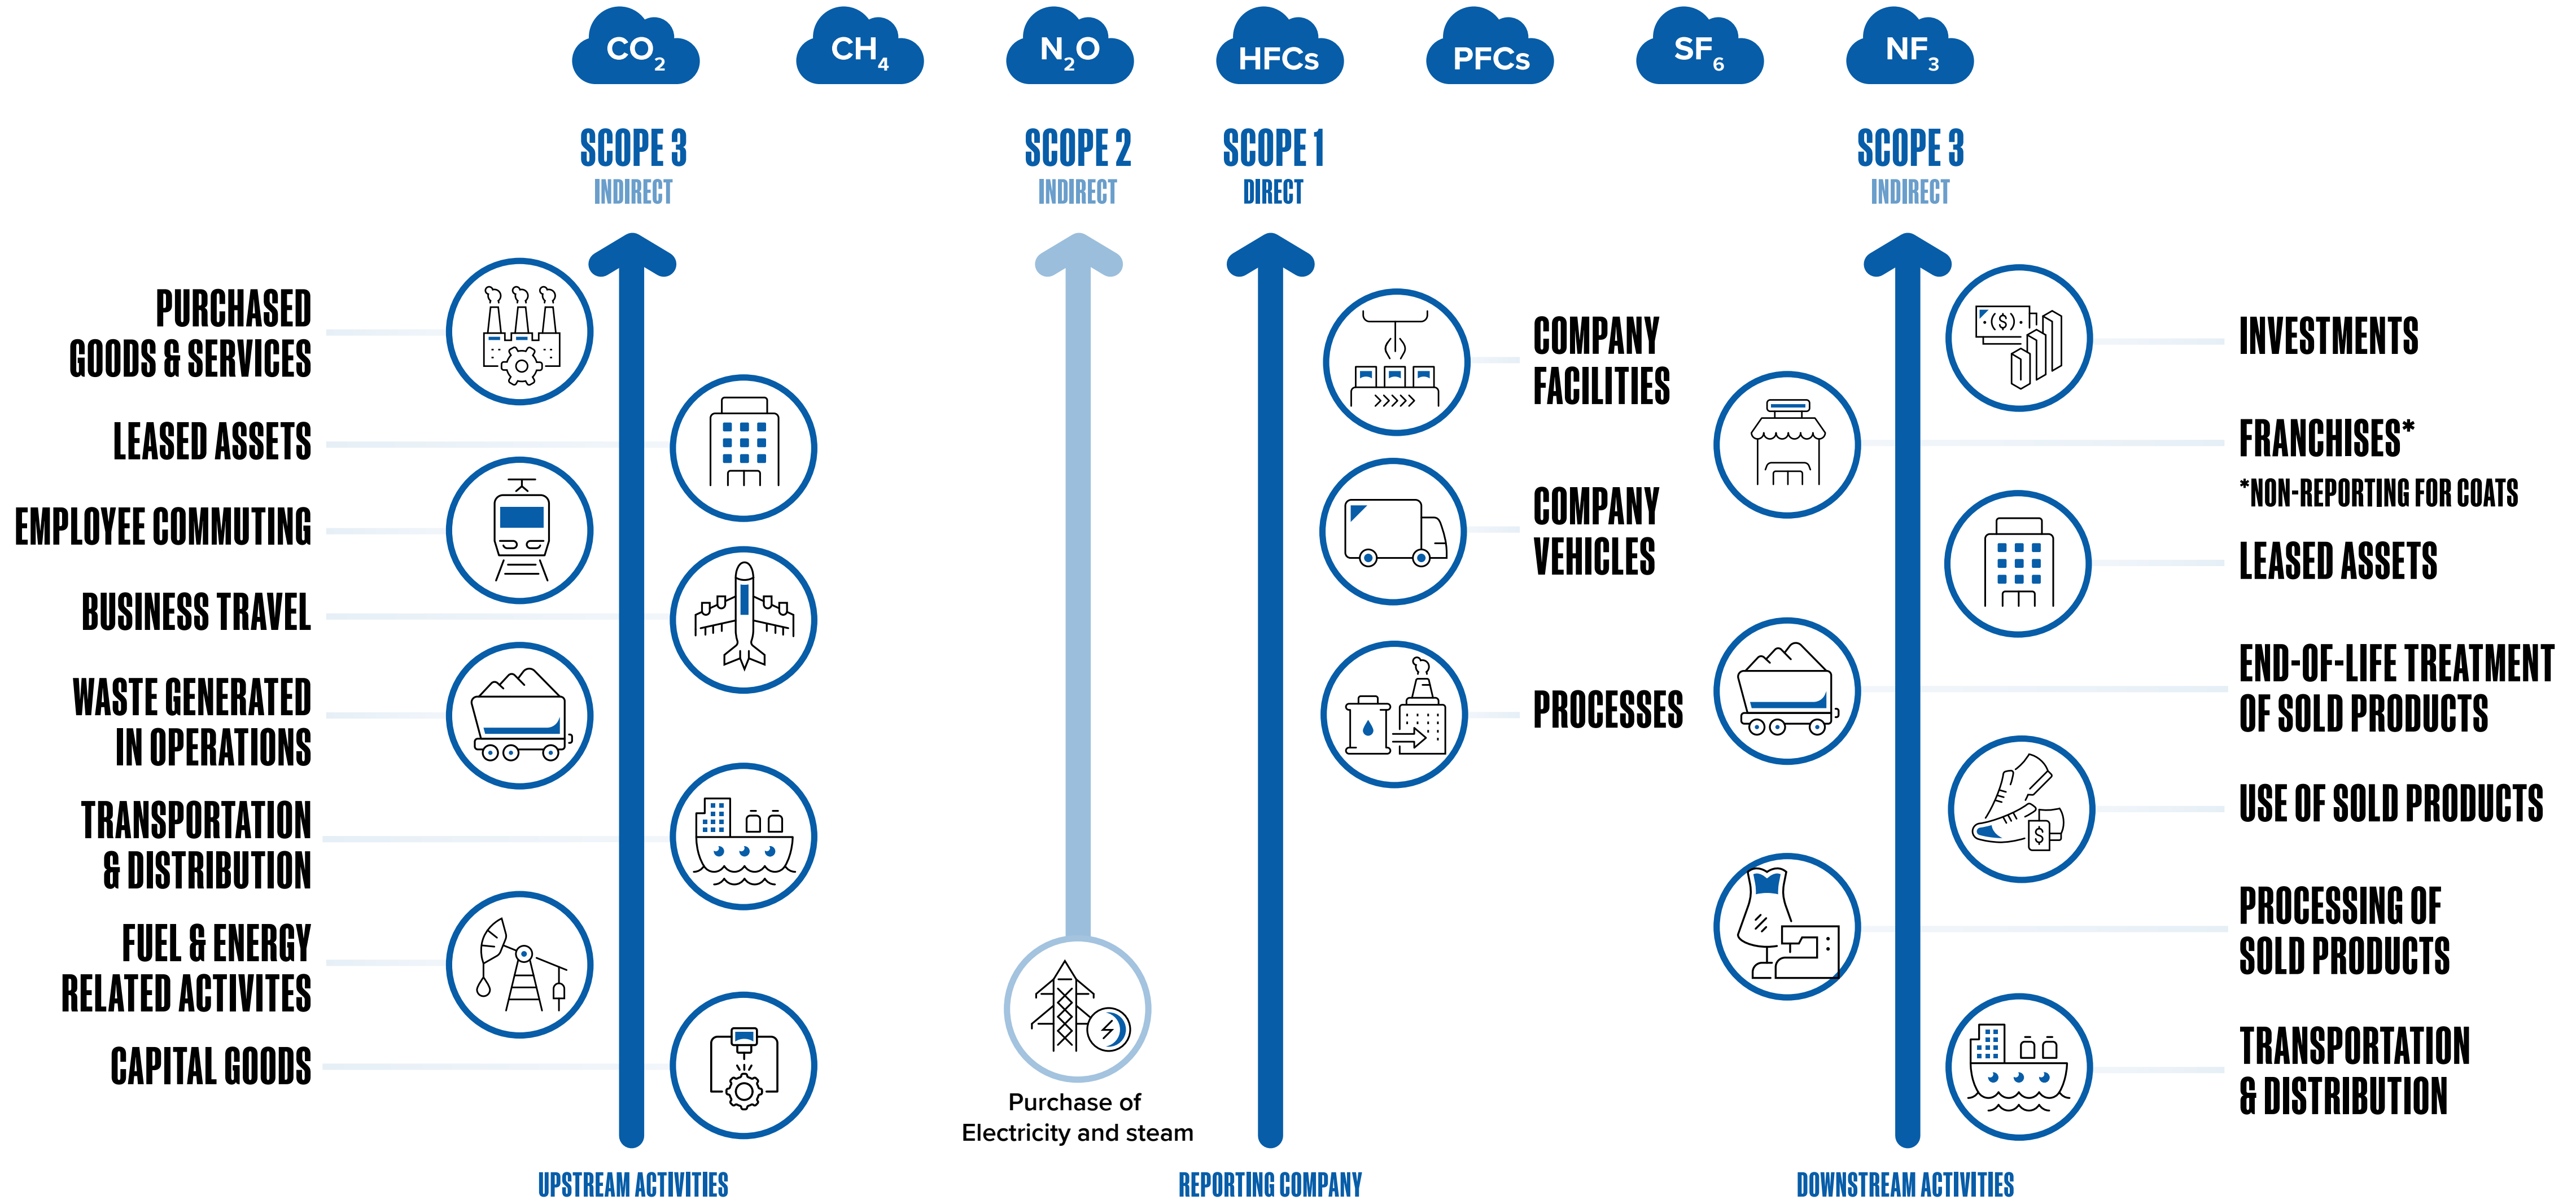 CO2
CH4
N2O
HFCs
PFCs
SF6
NF3
SCOPE 3
INDIRECT
SCOPE 2
INDIRECT
SCOPE 1
DIRECT
SCOPE 3
INDIRECT
PURCHASED
GOODS & SERVICES
LEASED ASSETS
EMPLOYEE COMMUTING
BUSINESS TRAVEL
WASTE GENERATED
IN OPERATIONS
TRANSPORTATION
& DISTRIBUTION
FUEL & ENERGY
RELATED ACTIVITES
CAPITAL GOODS
UPSTREAM ACTIVITIES
Purchase of
Electricity and steam
COMPANY
FACILITIES
COMPANY
VEHICLES
PROCESSES
REPORTING COMPANY
($)
INVESTMENTS
FRANCHISES*
*NON-REPORTING FOR COATS
LEASED ASSETS
END-OF-LIFE TREATMENT
OF SOLD PRODUCTS
$
USE OF SOLD PRODUCTS
PROCESSING OF
SOLD PRODUCTS
TRANSPORTATION
& DISTRIBUTION
DOWNSTREAM ACTIVITIES